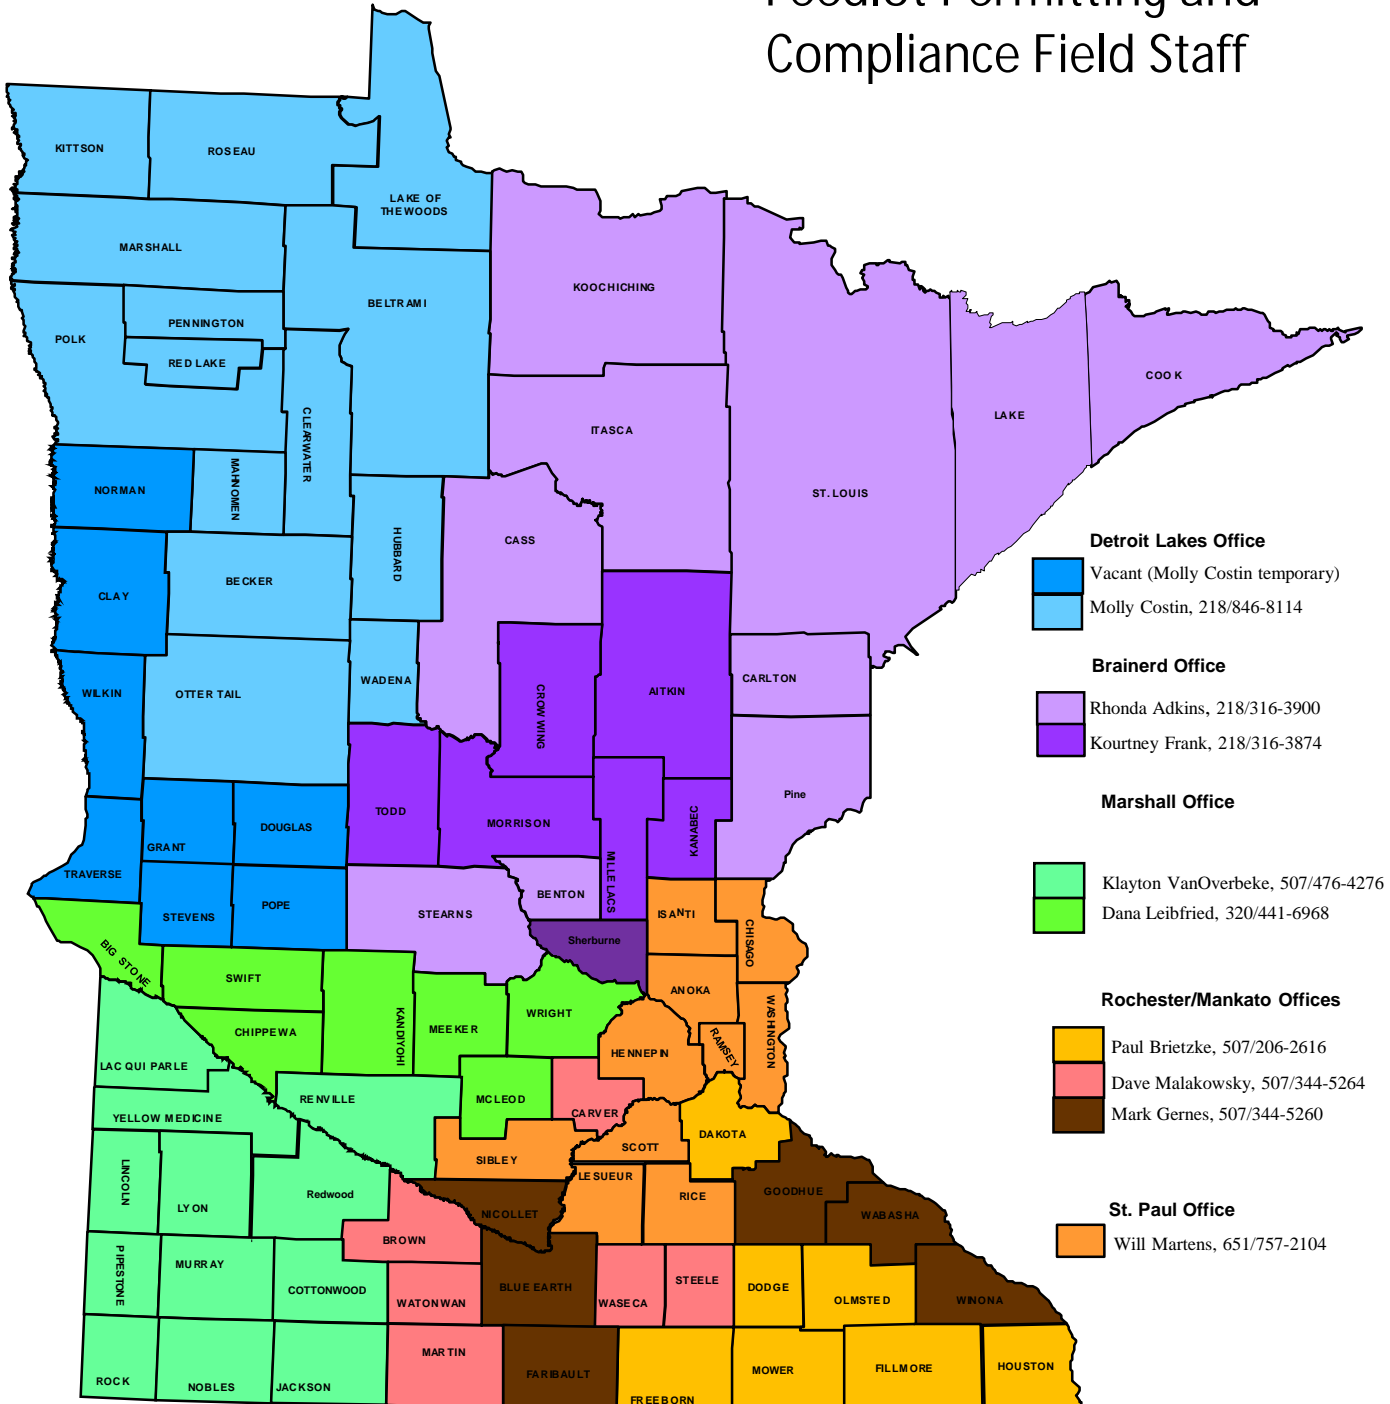 Feedlot Permitting and
Compliance Field Staff
KITTSON
ROSEAU
LAKE OF
THE WOODS
MARSHALL
BELTRAMI
KOOCHICHING
PENNINGTON
POLK
RED LAKE
COOK
LAKE
CLEARWATER
ITASCA
MAHNOMEN
NORMAN
ST. LOUIS
HUBBARD
CASS
BECKER
CLAY
WADENA
CARLTON
WILKIN
OTTER TAIL
CROW WING
AITKIN
Pine
TODD
MORRISON
DOUGLAS
GRANT
KANABEC
MILLE LACS
TRAVERSE
BENTON
STEVENS
POPE
STEARNS
ISANTI
CHISAGO
Sherburne
BIG STONE
SWIFT
ANOKA
WRIGHT
WASHINGTON
KANDIYOHI
MEEKER
CHIPPEWA
HENNEPIN
RAMSEY
LAC QUI PARLE
RENVILLE
MCLEOD
CARVER
YELLOW MEDICINE
DAKOTA
SCOTT
SIBLEY
LINCOLN
LYON
Redwood
LESUEUR
RICE
GOODHUE
WABASHA
NICOLLET
BROWN
PIPESTONE
MURRAY
COTTONWOOD
WATONWAN
BLUE EARTH
WASECA
STEELE
DODGE
OLMSTED
WINONA
ROCK
NOBLES
JACKSON
MARTIN
FARIBAULT
FREEBORN
MOWER
FILLMORE
HOUSTON
Detroit Lakes Office
Vacant (Molly Costin temporary)
Molly Costin, 218/846-8114
Brainerd Office
Rhonda Adkins, 218/316-3900
Kourtney Frank, 218/316-3874
Marshall Office
Klayton VanOverbeke, 507/476-4276
Dana Leibfried, 320/441-6968
Rochester/Mankato Offices
Paul Brietzke, 507/206-2616
Dave Malakowsky, 507/344-5264
Mark Gernes, 507/344-5260
St. Paul Office
Will Martens, 651/757-2104